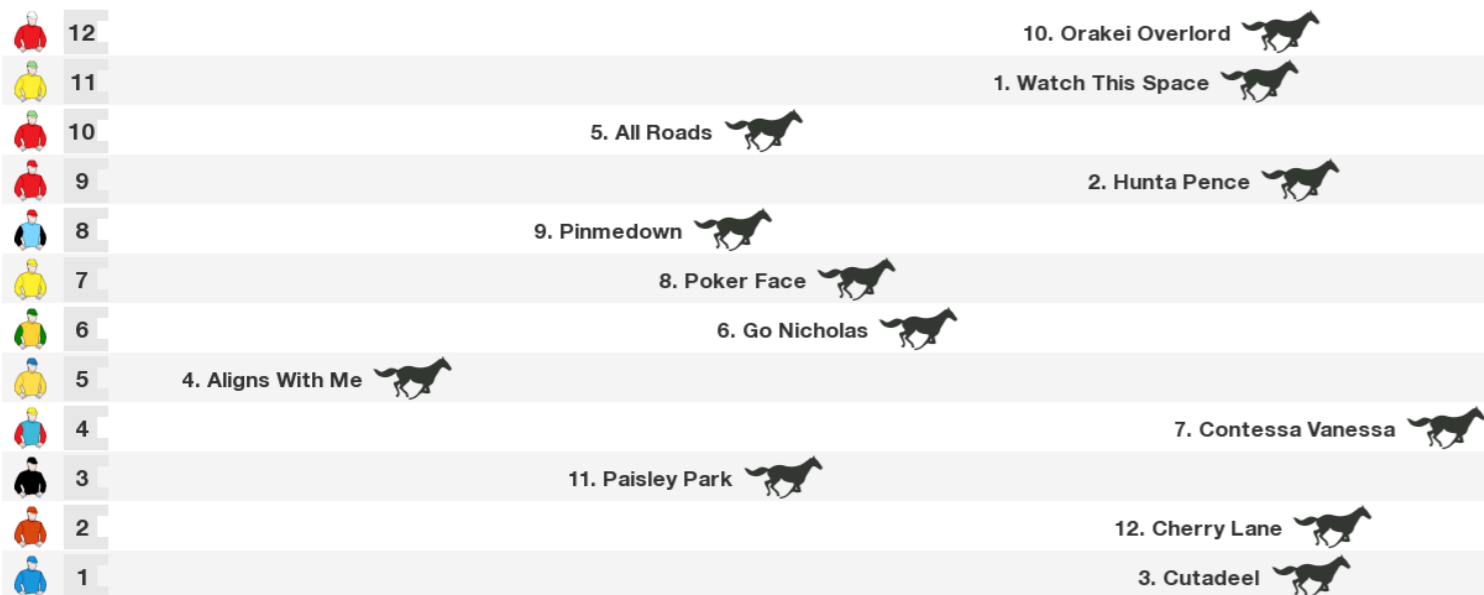 12 10. Orakei Overlord
11 1. Watch This Space
10 5. All Roads
9 2. Hunta Pence
8 9. Pinmedown
7 8. Poker Face
6 6. Go Nicholas
5 4. Aligns With Me
4 7. Contessa Vanessa
3 11. Paisley Park
2 12. Cherry Lane
1 3. Cutadeel